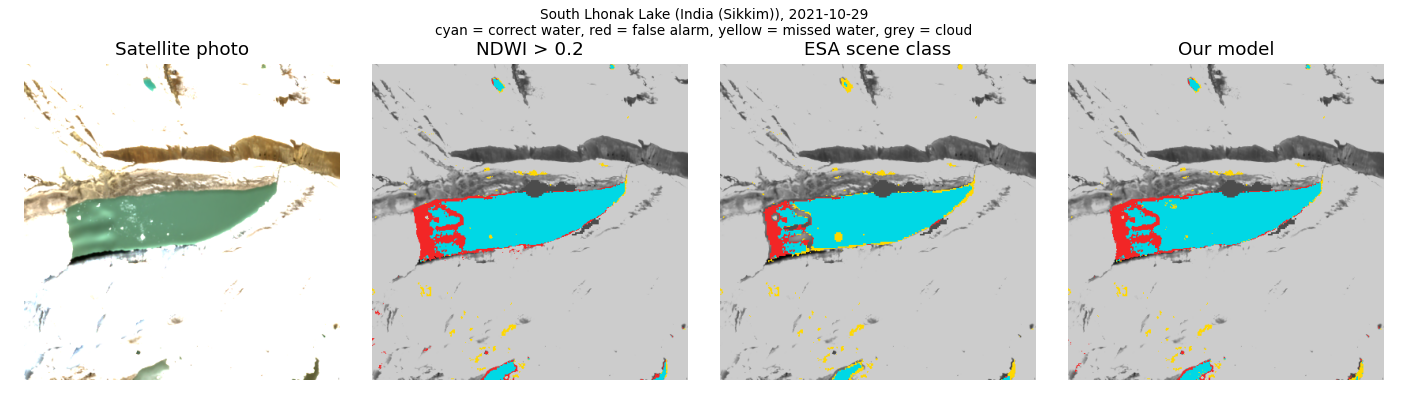 South Lhonak Lake (India (Sikkim)), 2021-10-29
cyan = correct water, red = false alarm, yellow = missed water, grey = cloud
Satellite photo
NDWI > 0.2
ESA scene class
Our model